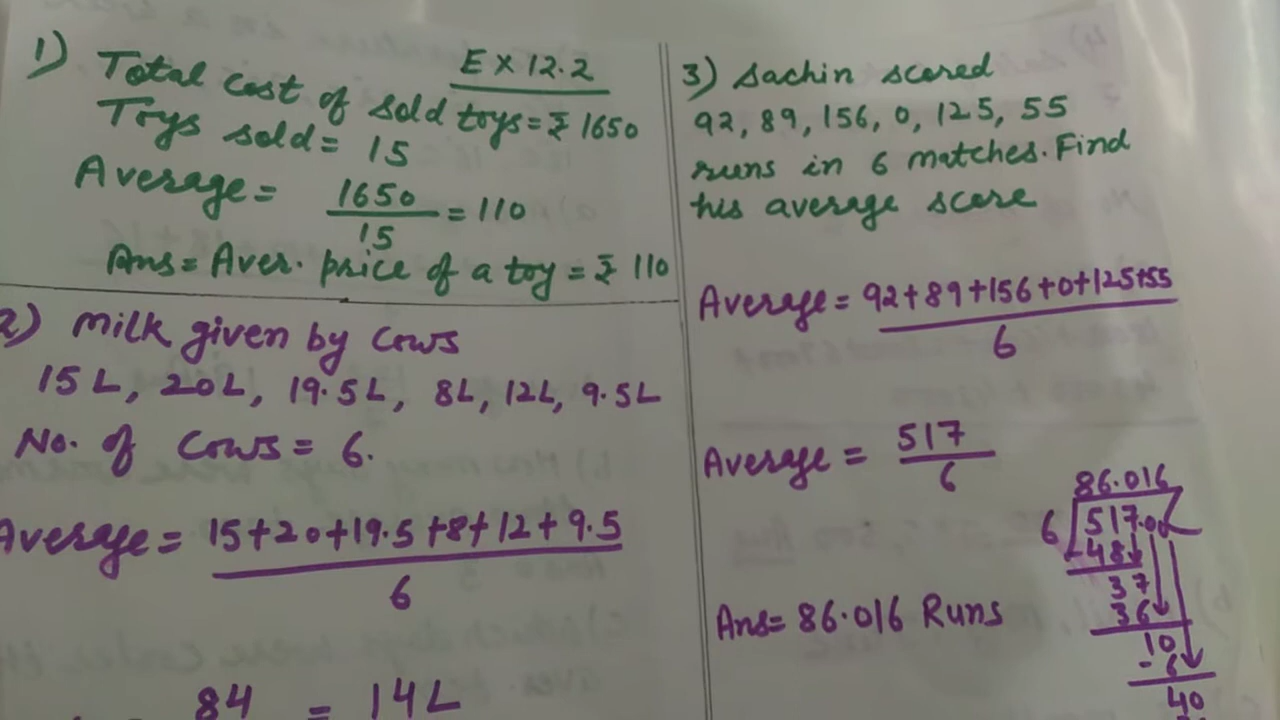 Ex 12.2
1) Total cost of sold toys = ₹ 1650
Toys sold = 15
Average = 1650/15 = 110
Ans = Aver. price of a toy = ₹ 110
2) Milk given by Cows
15 L, 20L, 19.5L, 8L, 12L, 9.5L
No. of Cows = 6.
Average = 15+20+19.5+8+12+9.5
6
84 = 14L
3) Sachin scored
92, 89, 156, 0, 125, 55
runs in 6 matches. Find
his average score
Average = 92+89+156+0+125+55
6
Average = 517
6
86.016
6 517.00
-48
37
36
10
-6
40
Ans = 86.016 Runs